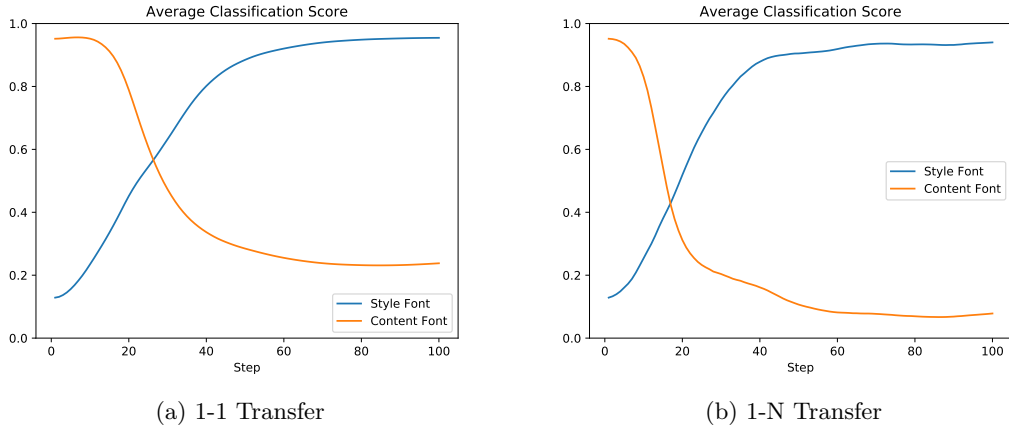 Average Classification Score
1.0
0.8
0.6
0.4
0.2
0.0
0 20 40 60 80 100
Step
Style Font
Content Font
(a) 1-1 Transfer
Average Classification Score
1.0
0.8
0.6
0.4
0.2
0.0
0 20 40 60 80 100
Step
Style Font
Content Font
(b) 1-N Transfer